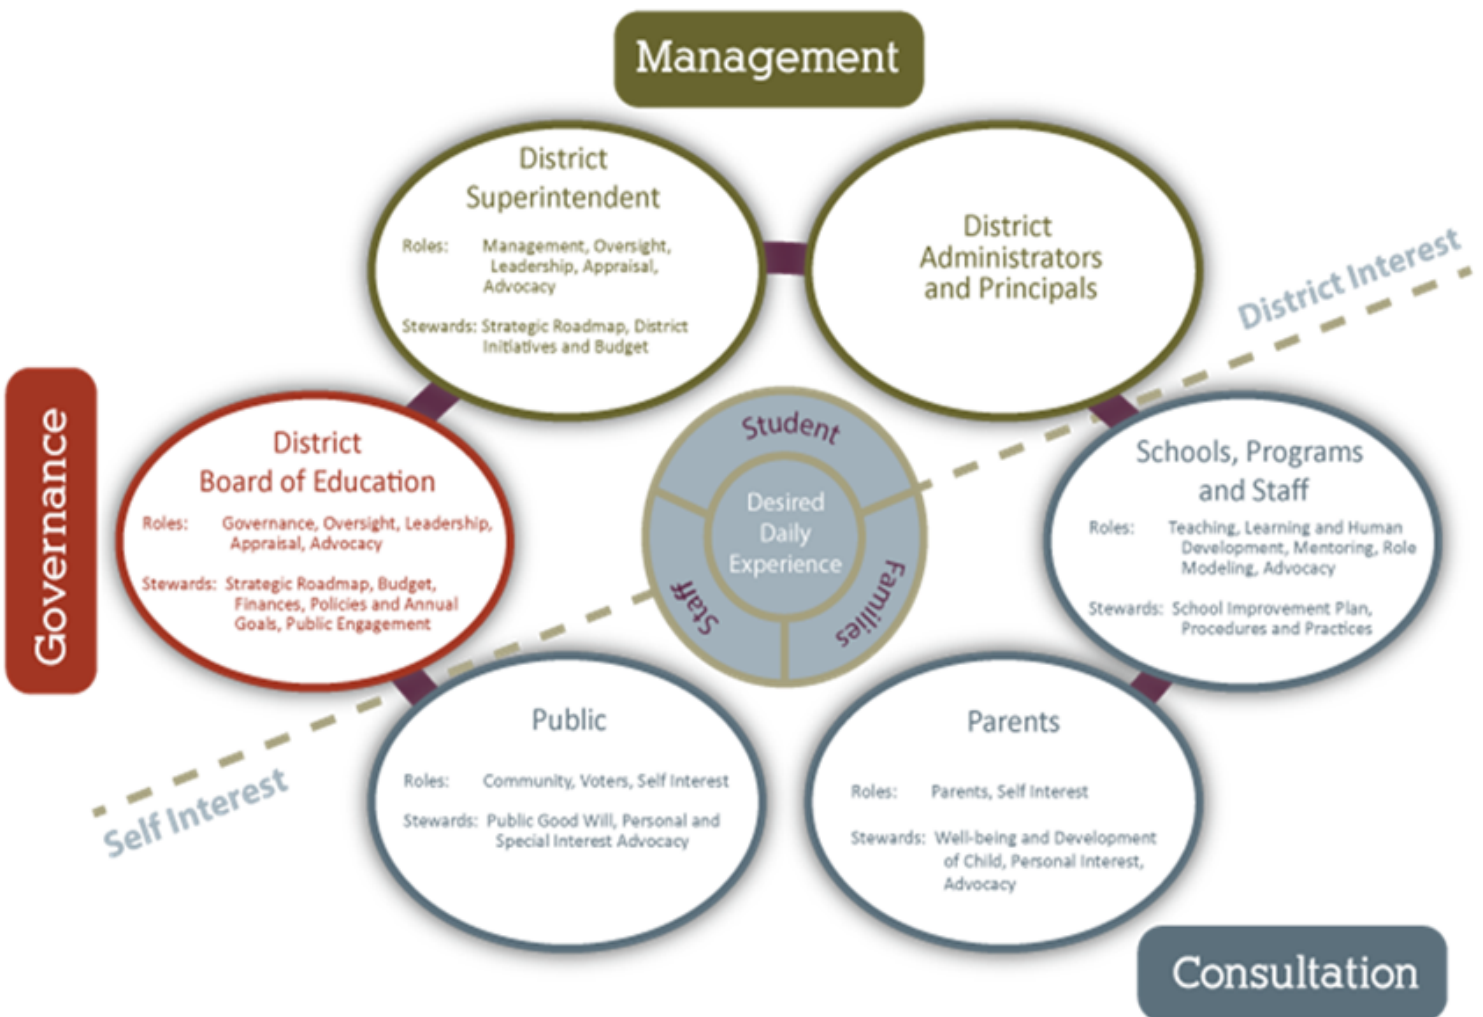 Management
District
Superintendent
Roles: Management, Oversight,
Leadership, Appraisal,
Advocacy
Stewards: Strategic Roadmap, District
Initiatives and Budget
District
Administrators
and Principals
District Interest
Governance
District
Board of Education
Roles: Governance, Oversight, Leadership,
Appraisal, Advocacy
Stewards: Strategic Roadmap, Budget,
Finances, Policies and Annual
Goals, Public Engagement
Student
Desired
Daily
Experience
Staff
Families
Schools, Programs
and Staff
Roles: Teaching, Learning and Human
Development, Mentoring, Role
Modeling, Advocacy
Stewards: School Improvement Plan,
Procedures and Practices
Self Interest
Public
Roles: Community, Voters, Self Interest
Stewards: Public Good Will, Personal and
Special Interest Advocacy
Parents
Roles: Parents, Self Interest
Stewards: Well-being and Development
of Child, Personal Interest,
Advocacy
Consultation